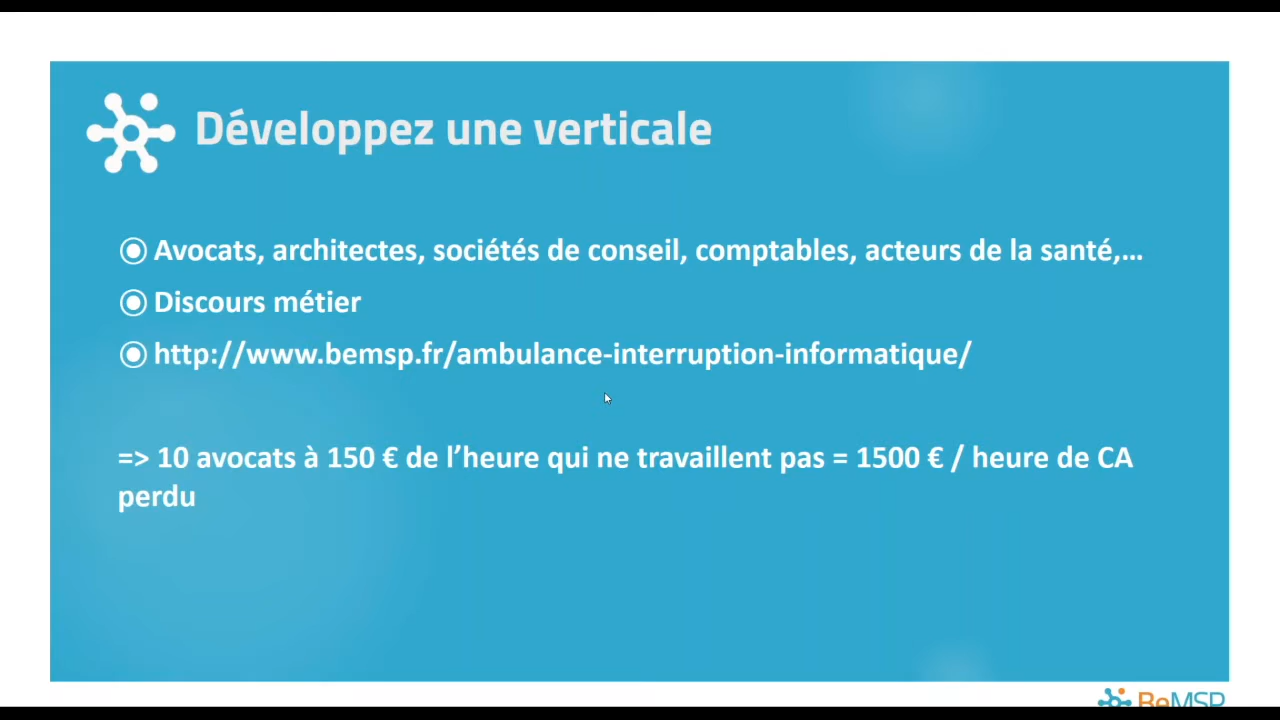 Développez une verticale
Avocats, architectes, sociétés de conseil, comptables, acteurs de la santé,...
Discours métier
http://www.bemsp.fr/ambulance-interruption-informatique/
=> 10 avocats à 150 € de l’heure qui ne travaillent pas = 1500 € / heure de CA
perdu
BeMSP